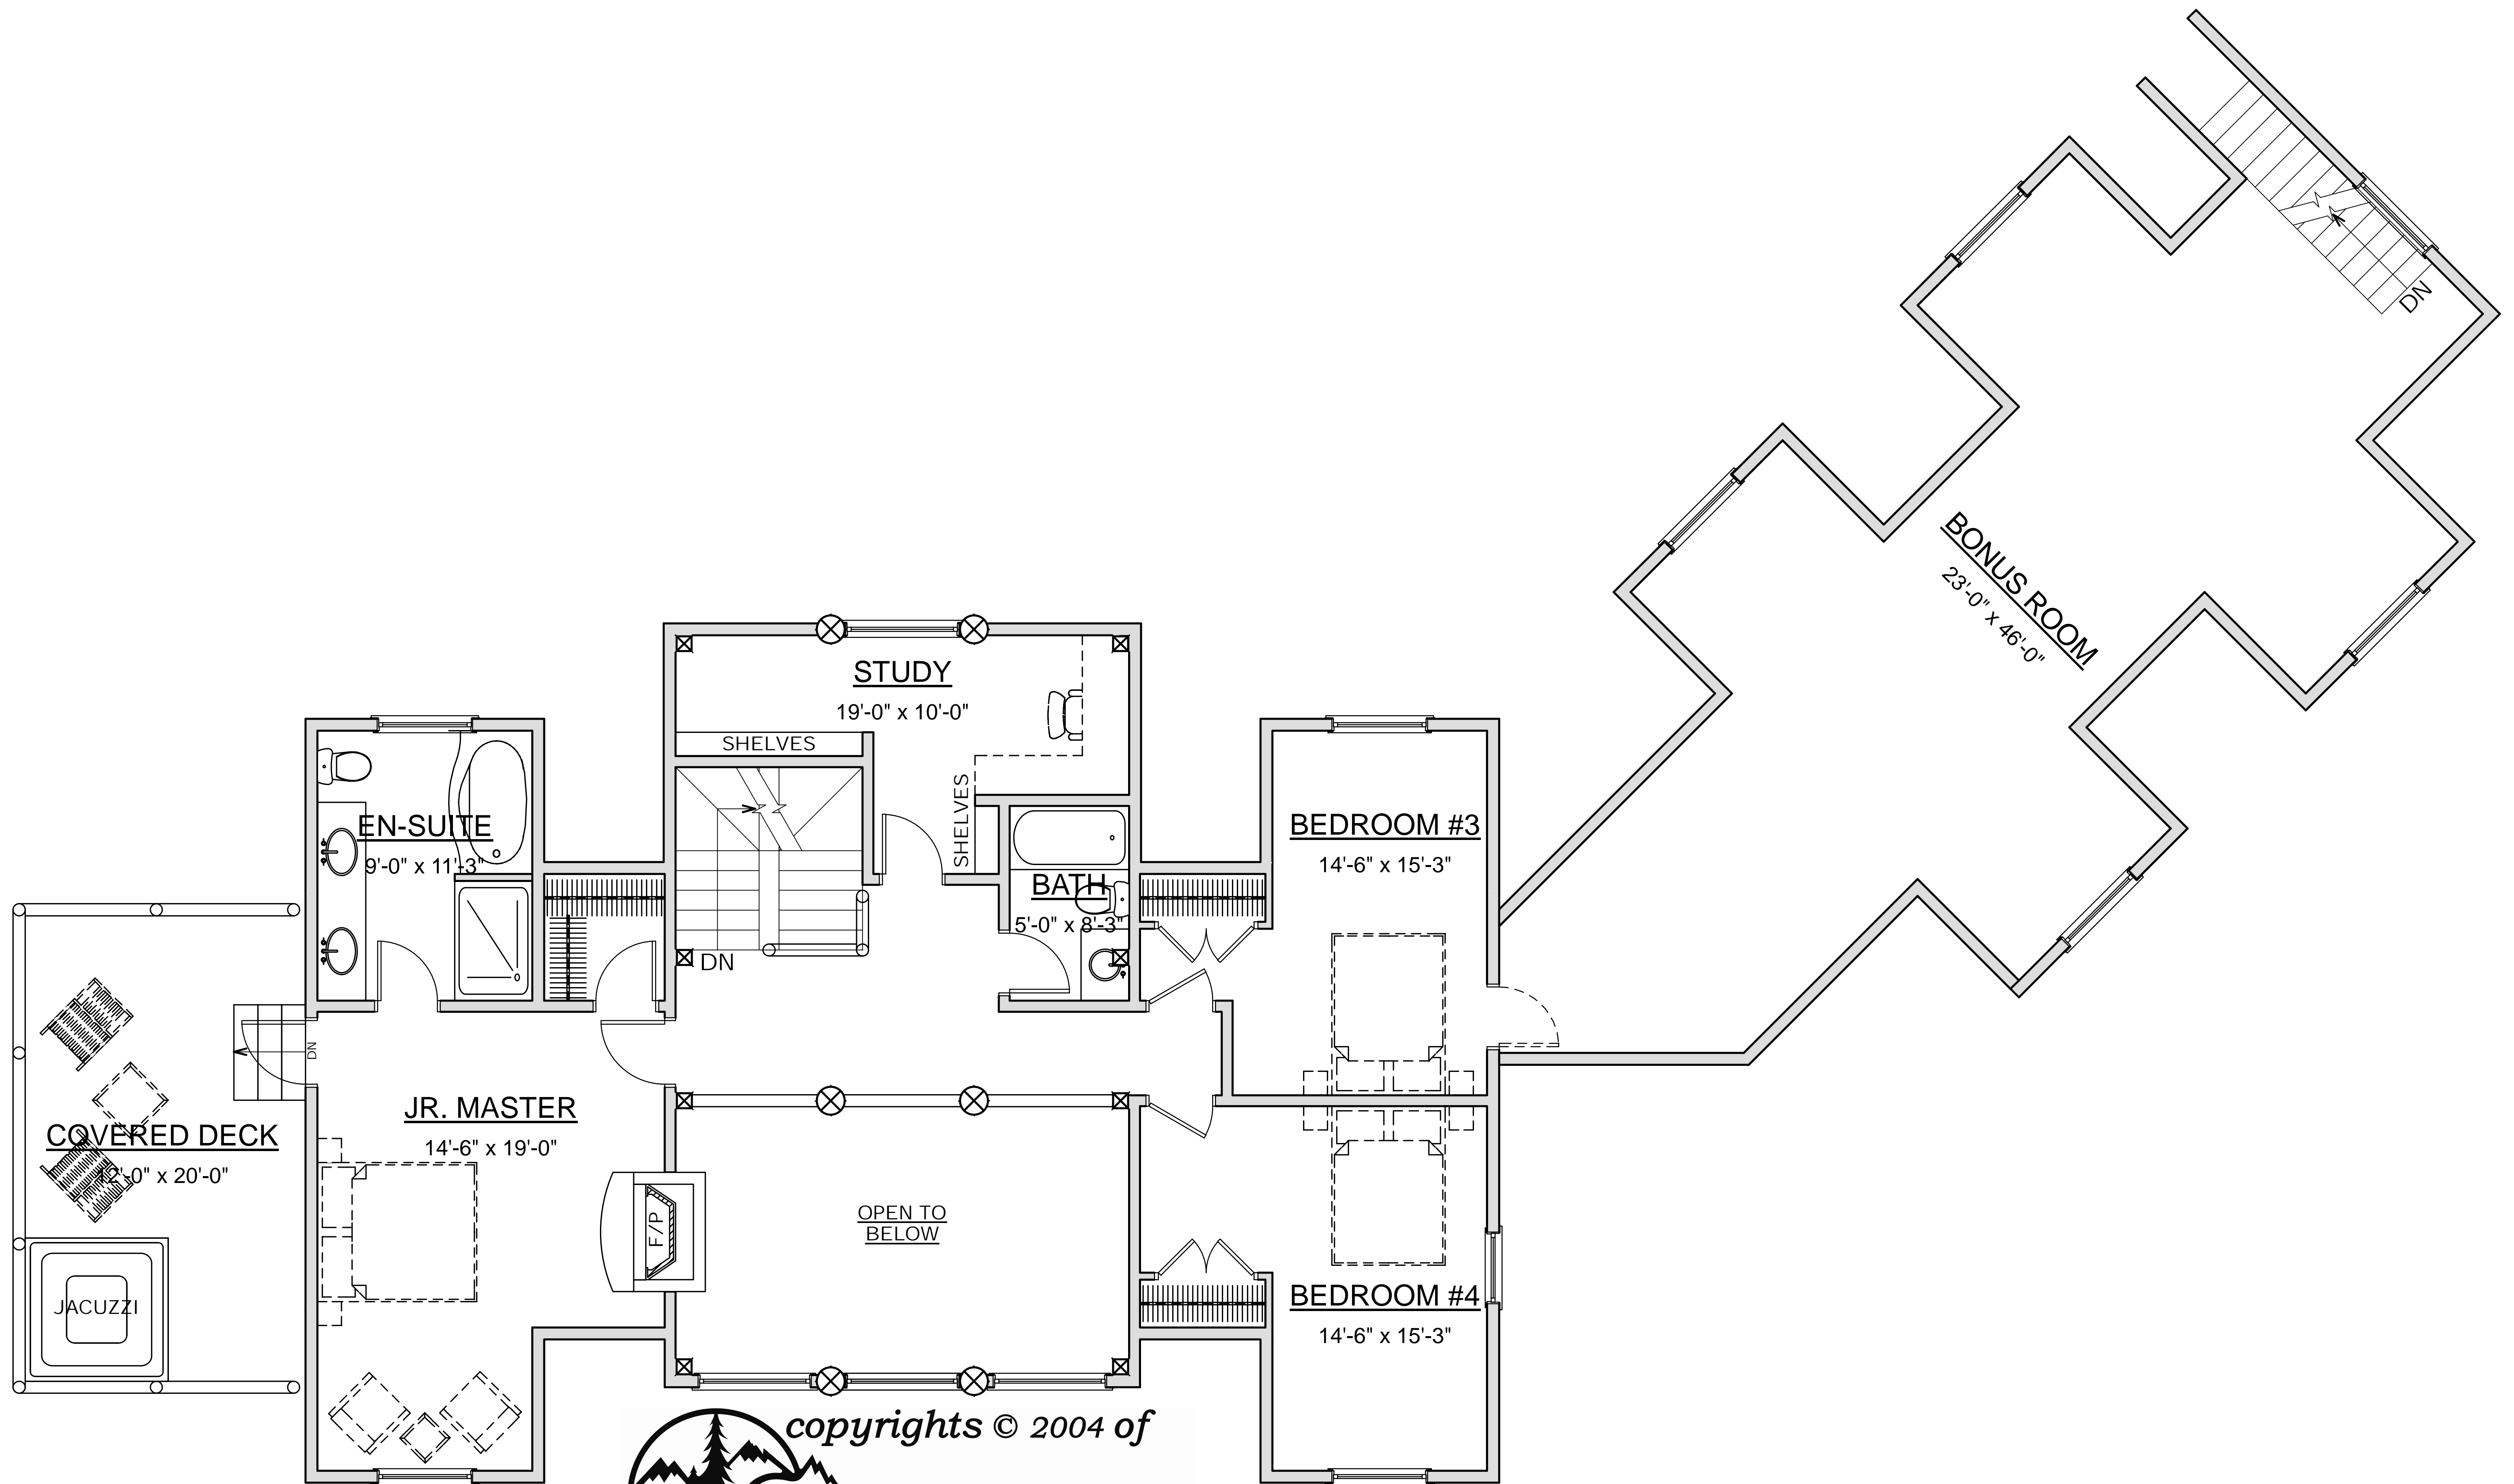 BONUS ROOM
23'-0" x 46'-0"
DN
STUDY
19'-0" x 10'-0"
SHELVES
SHELVES
EN-SUITE
9'-0" x 11'-3"
BATH
5'-0" x 8'-3"
BEDROOM #3
14'-6" x 15'-3"
DN
DN
JR. MASTER
14'-6" x 19'-0"
COVERED DECK
12'-0" x 20'-0"
F/P
OPEN TO
BELOW
JACUZZI
BEDROOM #4
14'-6" x 15'-3"
copyrights © 2004 of